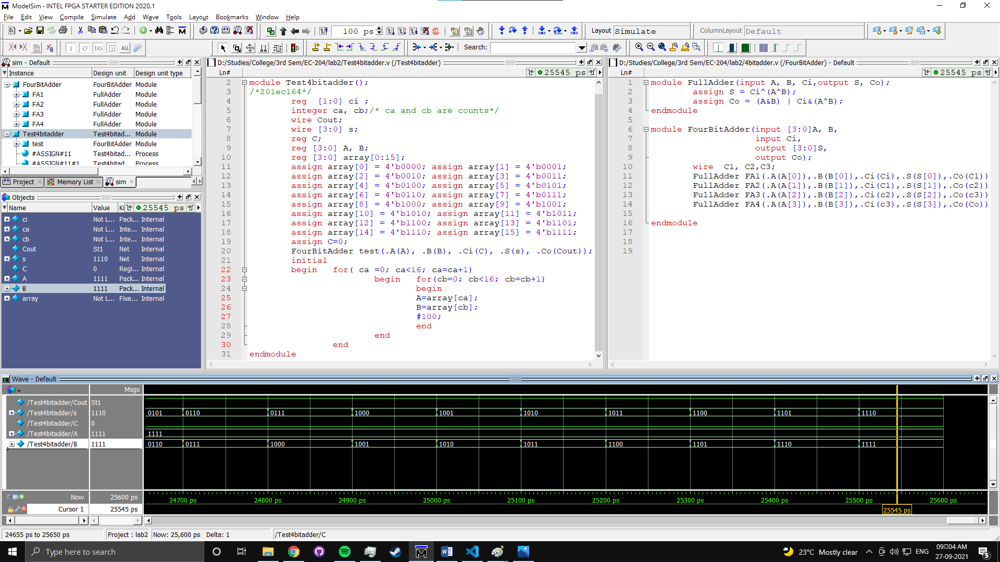 ModelSim - INTEL FPGA STARTER EDITION 2020.1
File Edit View Compile Simulate Add Wave Tools Layout Bookmarks Window Help
100 ps
Layout Simulate
ColumnLayout Default
Search:
sim - Default
Instance Design unit Design unit type
FourBitAdder FourBitAdder Module
FA1 FullAdder Module
FA2 FullAdder Module
FA3 FullAdder Module
FA4 FullAdder Module
Test4bitadder Test4bitad... Module
test FourBitAdder Module
#ASSIGN#11 Test4bitad... Process
#ASSIGN#11#1 Test4bitad Process
Project Memory List sim
Objects
Name Value Ki 25545 ps
ci Not L... Pack... Internal
ca Not L... Inte... Internal
cb Not L... Inte... Internal
Cout St1 Net Internal
s 1110 Net Internal
C 0 Regi... Internal
A 1111 Pack... Internal
B 1111 Pack... Internal
array Not L... Fixe... Internal
D:/Studies/College/3rd Sem/EC-204/lab2/Test4bitadder.v (/Test4bitadder)
Ln# 25545 ps
2 module Test4bitadder();
3 /*201ec164*/
4 reg [1:0] ci ;
5 integer ca, cb;/* ca and cb are counts*/
6 wire Cout;
7 wire [3:0] s;
8 reg C;
9 reg [3:0] A, B;
10 reg [3:0] array[0:15];
11 assign array[0] = 4'b0000; assign array[1] = 4'b0001;
12 assign array[2] = 4'b0010; assign array[3] = 4'b0011;
13 assign array[4] = 4'b0100; assign array[5] = 4'b0101;
14 assign array[6] = 4'b0110; assign array[7] = 4'b0111;
15 assign array[8] = 4'b1000; assign array[9] = 4'b1001;
16 assign array[10] = 4'b1010; assign array[11] = 4'b1011;
17 assign array[12] = 4'b1100; assign array[13] = 4'b1101;
18 assign array[14] = 4'b1110; assign array[15] = 4'b1111;
19 assign C=0;
20 FourBitAdder test(.A(A), .B(B), .Ci(C), .S(s), .Co(Cout));
21 initial
22 begin for( ca =0; ca<16; ca=ca+1)
23 begin for(cb=0; cb<16; cb=cb+1)
24 begin
25 A=array[ca];
26 B=array[cb];
27 #100;
28 end
29 end
30 end
31 endmodule
D:/Studies/College/3rd Sem/EC-204/lab2/4bitadder.v (/FourBitAdder) - Default
Ln# 25545 ps
1 module FullAdder(input A, B, Ci,output S, Co);
2 assign S = Ci^(A^B);
3 assign Co = (A&B) | Ci&(A^B);
4 endmodule
5
6 module FourBitAdder(input [3:0]A, B,
7 input Ci,
8 output [3:0]S,
9 output Co);
10 wire C1, C2,C3;
11 FullAdder FA1(.A(A[0]),.B(B[0]),.Ci(Ci),.S(S[0]),.Co(C1))
12 FullAdder FA2(.A(A[1]),.B(B[1]),.Ci(C1),.S(S[1]),.Co(c2))
13 FullAdder FA3(.A(A[2]),.B(B[2]),.Ci(c2),.S(S[2]),.Co(c3))
14 FullAdder FA4(.A(A[3]),.B(B[3]),.Ci(c3),.S(S[3]),.Co(Co))
15
16 endmodule
17
18
19
Wave - Default
Msgs
/Test4bitadder/Cout St1
/Test4bitadder/s 1110 0101 0110 0111 1000 1001 1010 1011 1100 1101 1110
/Test4bitadder/C 0
/Test4bitadder/A 1111 1111
/Test4bitadder/B 1111 0110 0111 1000 1001 1010 1011 1100 1101 1110 1111
Now 25600 ps 24700 ps 24800 ps 24900 ps 25000 ps 25100 ps 25200 ps 25300 ps 25400 ps 25500 ps 25600 ps
Cursor 1 25545 ps 25545 ps
24655 ps to 25650 ps Project : lab2 Now: 25,600 ps Delta: 1 /Test4bitadder/C
Type here to search
23°C Mostly clear ENG
09:04 AM
27-09-2021
5